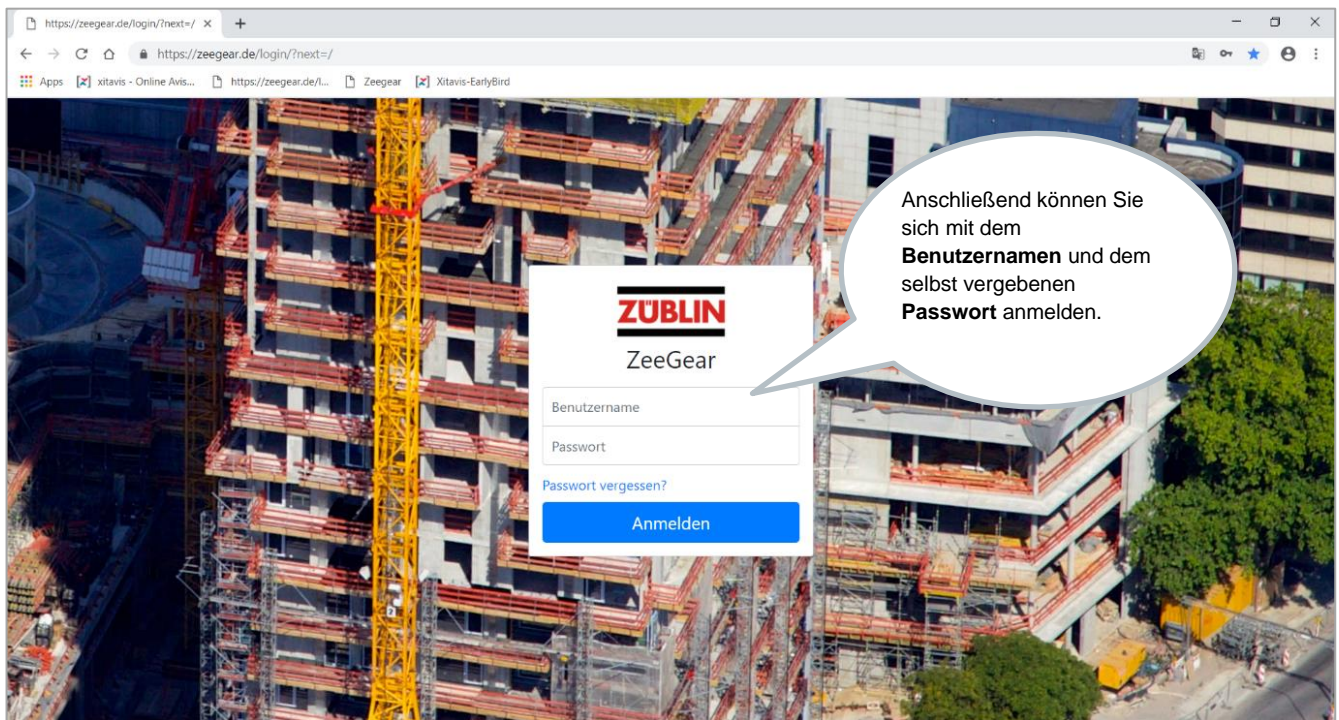 https://zeegear.de/login/?next=/
https://zeegear.de/login/?next=/
Apps xitavis - Online Avis... https://zeegear.de/l... Zeegear Xitavis-EarlyBird
Anschließend können Sie
sich mit dem
Benutzernamen und dem
selbst vergebenen
Passwort anmelden.
ZÜBLIN
ZeeGear
Benutzername
Passwort
Passwort vergessen?
Anmelden